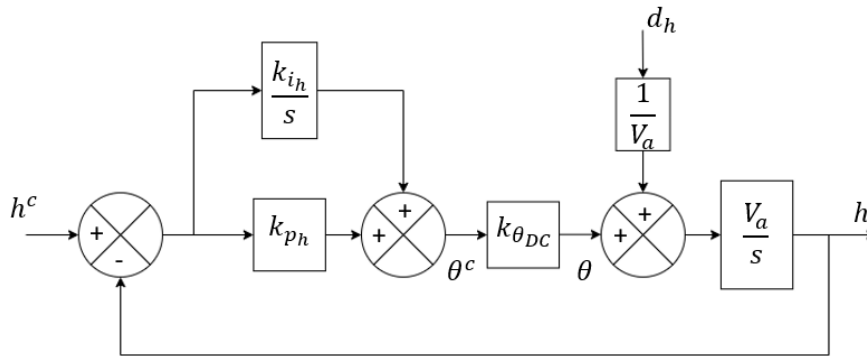 d_h
k_{i_h}/s
1/V_a
h^c
+
-
k_{p_h}
+
+
θ^c
k_{θ_{DC}}
θ
+
+
V_a/s
h